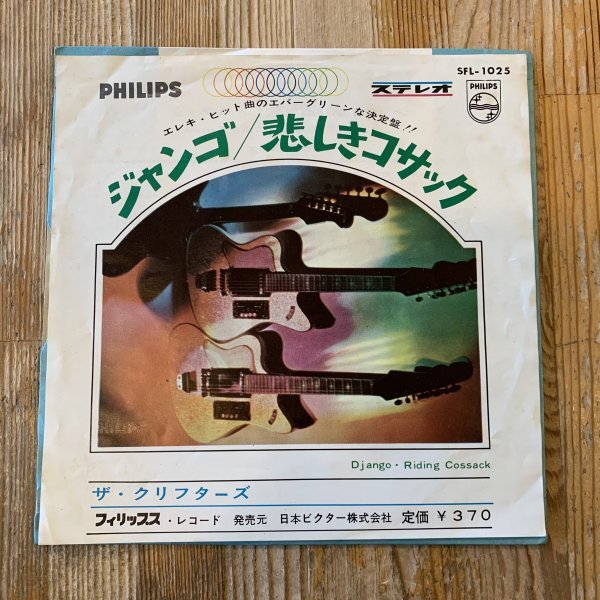 SFL-1025
PHILIPS ステレオ PHILIPS
エレキ・ヒット曲のエバーグリーンな決定盤!!
ジャンゴ/悲しきコサック
Django・Riding Cossack
ザ・クリフターズ
フィリップス・レコード 発売元 日本ビクター株式会社 定価 ¥370